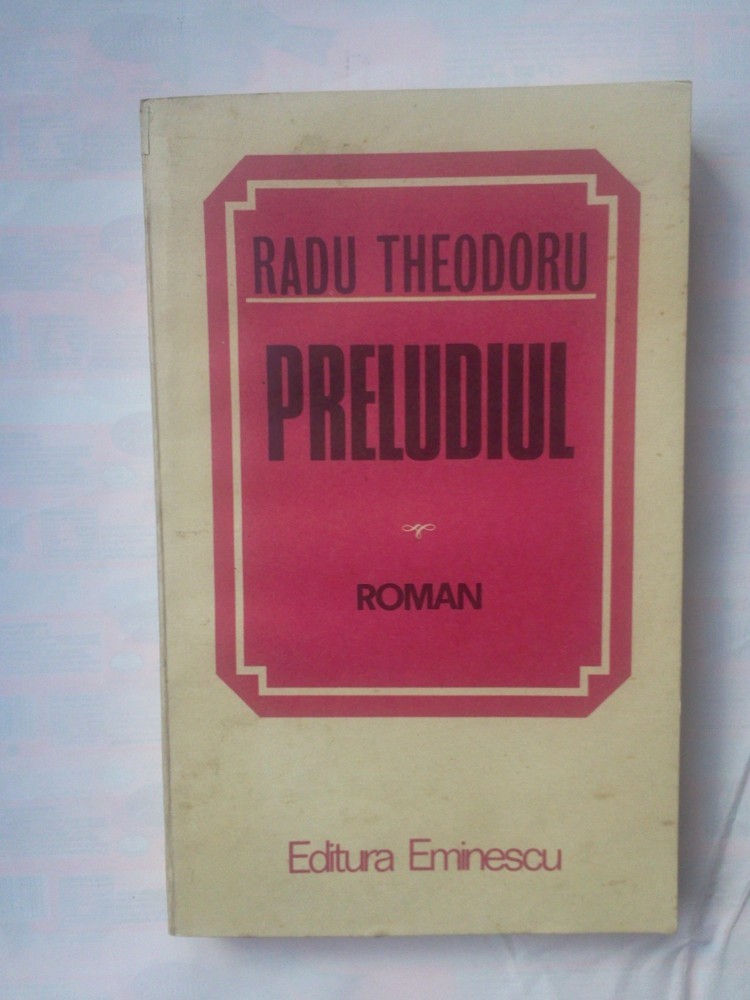 RADU THEODORU
PRELUDIUL
ROMAN
Editura Eminescu